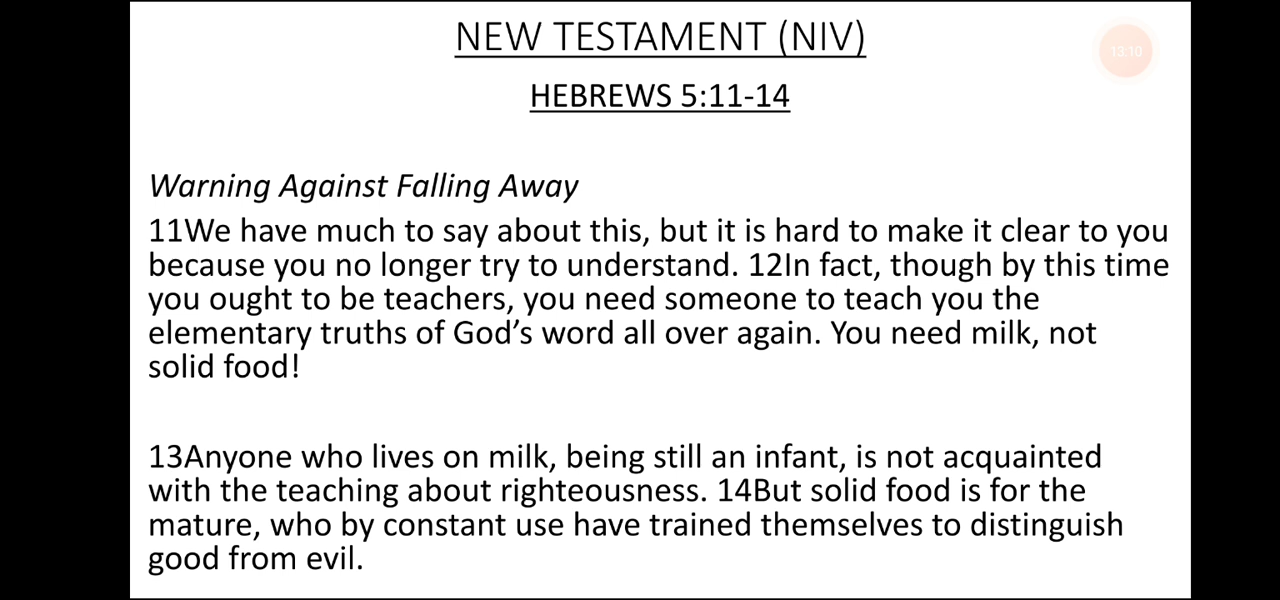 NEW TESTAMENT (NIV)
13:10
HEBREWS 5:11-14
Warning Against Falling Away
11We have much to say about this, but it is hard to make it clear to you
because you no longer try to understand. 12In fact, though by this time
you ought to be teachers, you need someone to teach you the
elementary truths of God’s word all over again. You need milk, not
solid food!
13Anyone who lives on milk, being still an infant, is not acquainted
with the teaching about righteousness. 14But solid food is for the
mature, who by constant use have trained themselves to distinguish
good from evil.